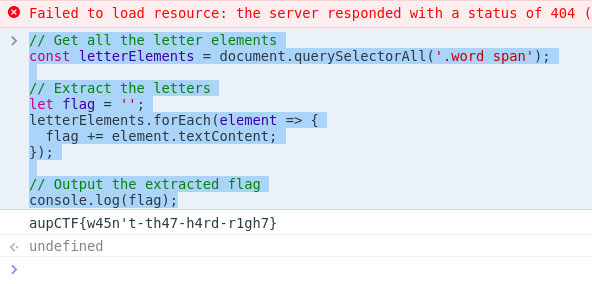 Failed to load resource: the server responded with a status of 404 (
// Get all the letter elements
const letterElements = document.querySelectorAll('.word span');
// Extract the letters
let flag = '';
letterElements.forEach(element => {
  flag += element.textContent;
});
// Output the extracted flag
console.log(flag);
aupCTF{w45n't-th47-h4rd-r1gh7}
undefined